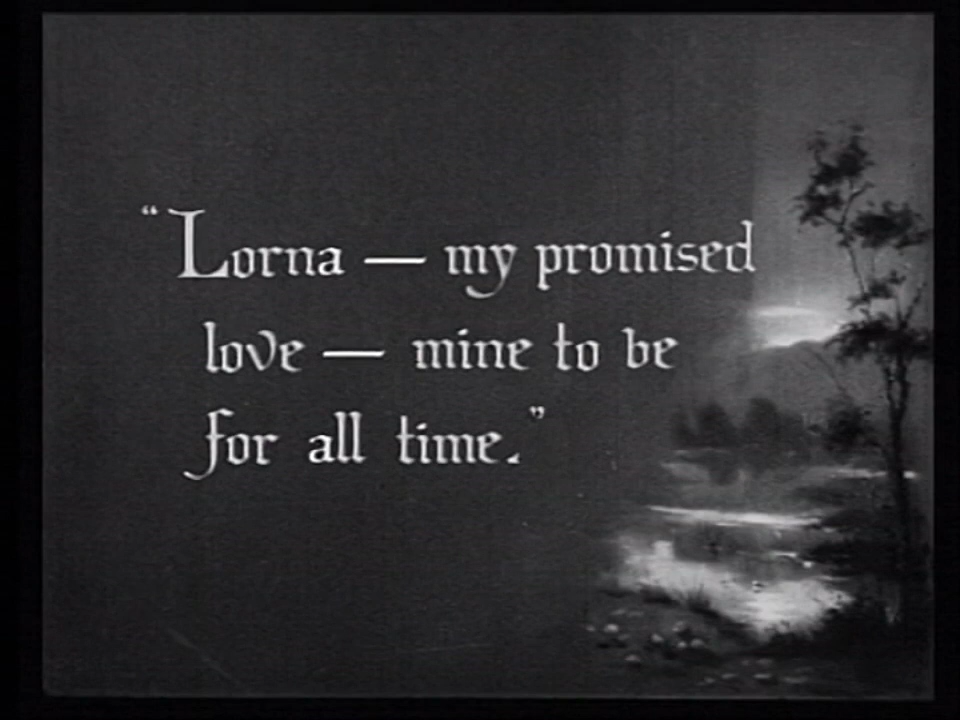 “Lorna — my promised
love — mine to be
for all time.”